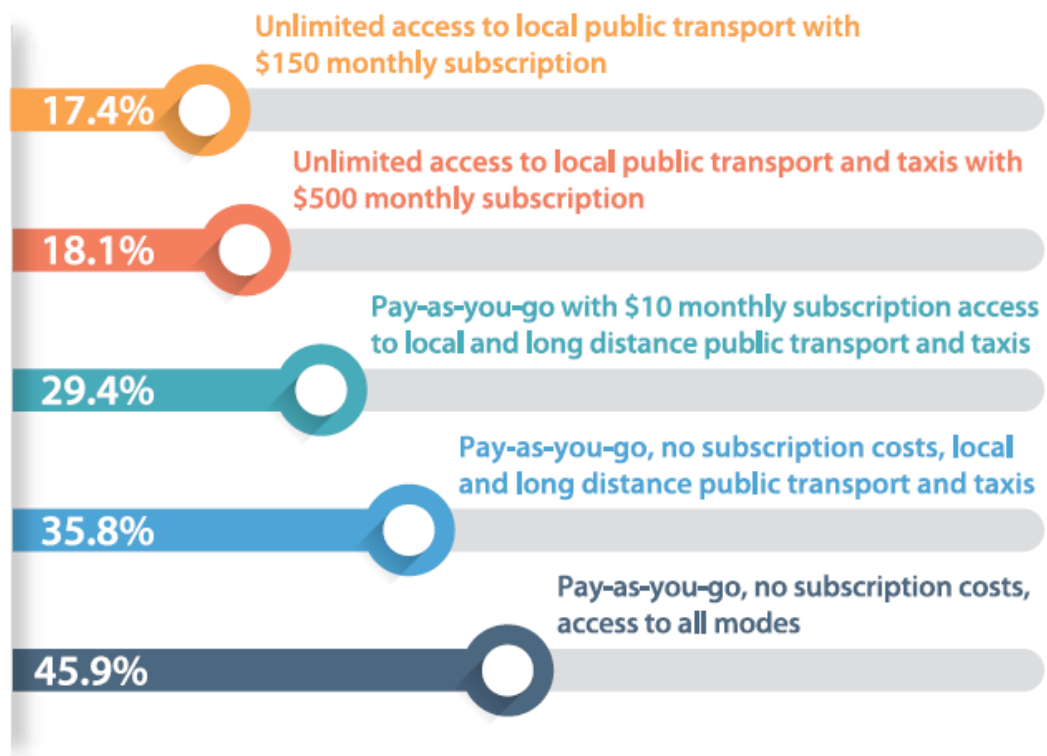 Unlimited access to local public transport with
$150 monthly subscription
17.4%
Unlimited access to local public transport and taxis with
$500 monthly subscription
18.1%
Pay-as-you-go with $10 monthly subscription access
to local and long distance public transport and taxis
29.4%
Pay-as-you-go, no subscription costs, local
and long distance public transport and taxis
35.8%
Pay-as-you-go, no subscription costs,
access to all modes
45.9%